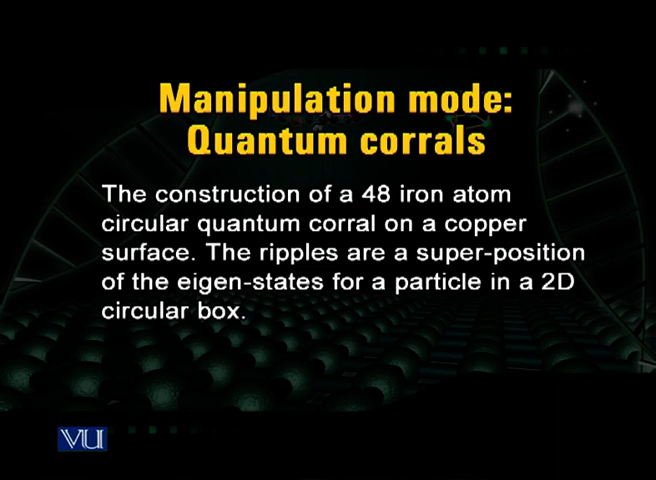 Manipulation mode:
Quantum corrals
The construction of a 48 iron atom
circular quantum corral on a copper
surface. The ripples are a super-position
of the eigen-states for a particle in a 2D
circular box.
VU